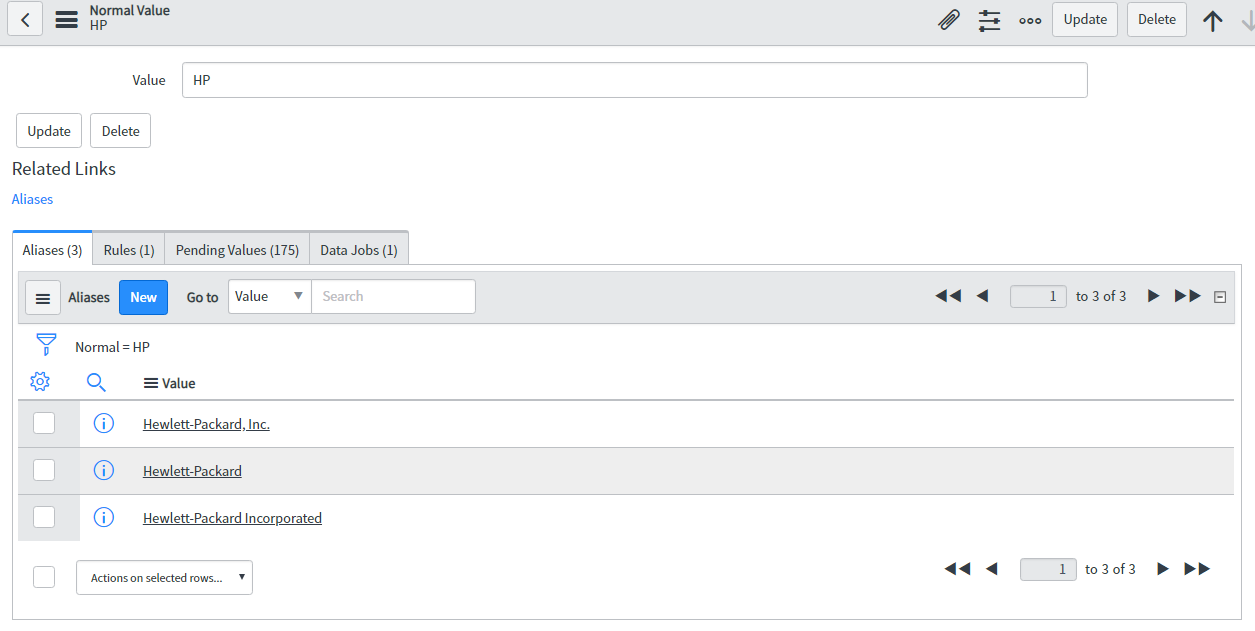 Normal Value
HP
Update Delete
Value HP
Update Delete
Related Links
Aliases
Aliases (3) Rules (1) Pending Values (175) Data Jobs (1)
Aliases New Go to Value Search 1 to 3 of 3
Normal = HP
Value
Hewlett-Packard, Inc.
Hewlett-Packard
Hewlett-Packard Incorporated
Actions on selected rows... 1 to 3 of 3